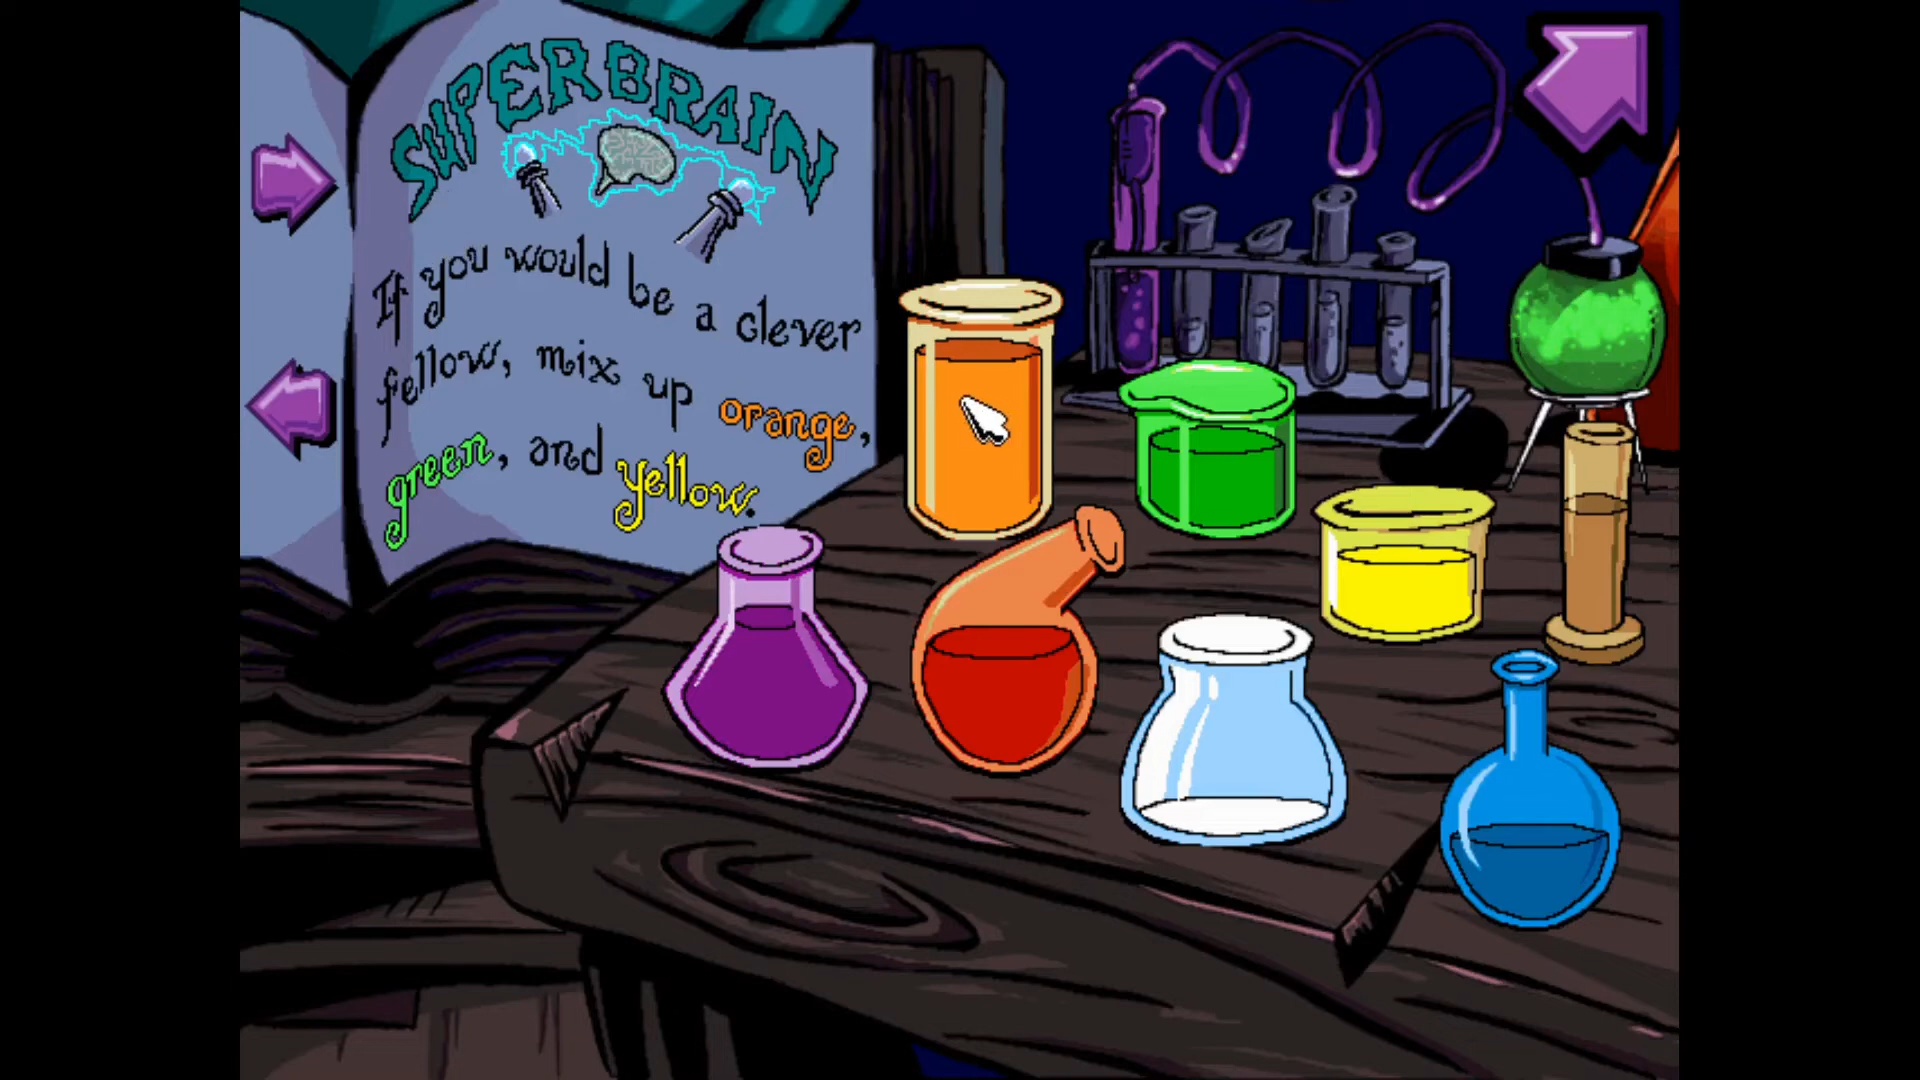 SUPERBRAIN
If you would be a clever
fellow, mix up orange,
green, and yellow.